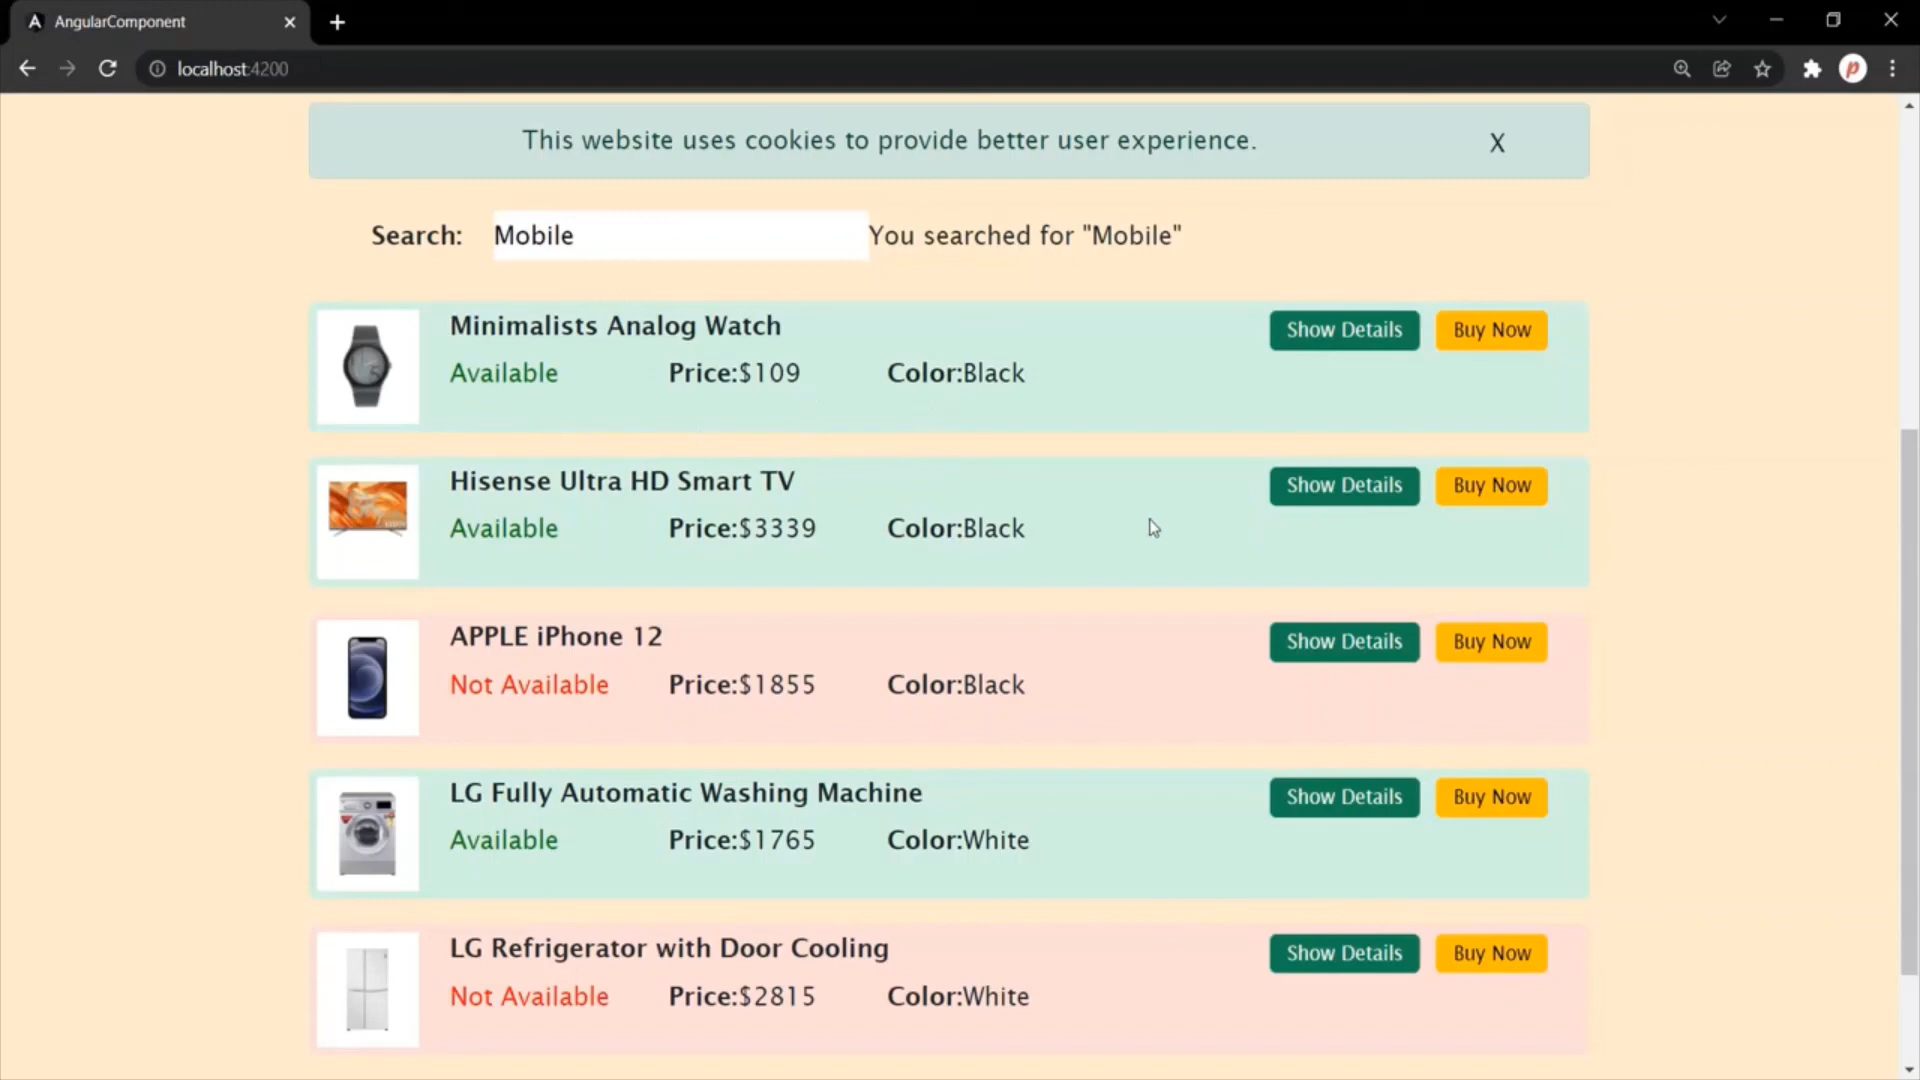 AngularComponent
localhost:4200
This website uses cookies to provide better user experience. X
Search: Mobile You searched for "Mobile"
Minimalists Analog Watch Show Details Buy Now
Available Price:$109 Color:Black
Hisense Ultra HD Smart TV Show Details Buy Now
Available Price:$3339 Color:Black
APPLE iPhone 12 Show Details Buy Now
Not Available Price:$1855 Color:Black
LG Fully Automatic Washing Machine Show Details Buy Now
Available Price:$1765 Color:White
LG Refrigerator with Door Cooling Show Details Buy Now
Not Available Price:$2815 Color:White